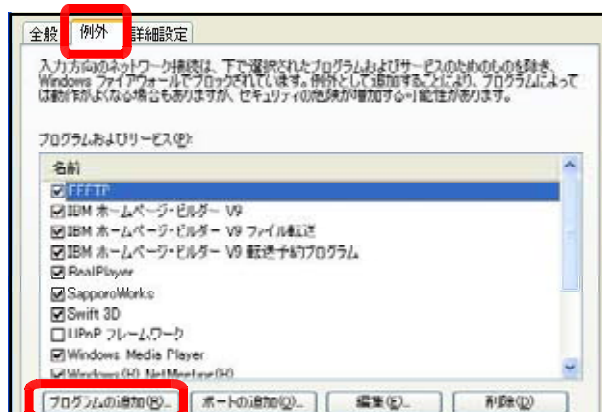 全般 例外 詳細設定
入力方向のネットワーク接続は、下で選択されたプログラムおよびサービスのためのものを除き、
Windows ファイアウォールでブロックされています。例外として追加することにより、プログラムによって
は動作がよくなる場合もありますが、セキュリティの危険が増加する可能性があります。
プログラムおよびサービス(P):
名前
FFFTP
IBM ホームページ・ビルダー V9
IBM ホームページ・ビルダー V9 ファイル転送
IBM ホームページ・ビルダー V9 転送予約プログラム
RealPlayer
SapporoWorks
Swift 3D
UPnP フレームワーク
Windows Media Player
Windows(R) NetMeeting(R)
プログラムの追加(R)... ポートの追加(O)... 編集(E)... 削除(D)